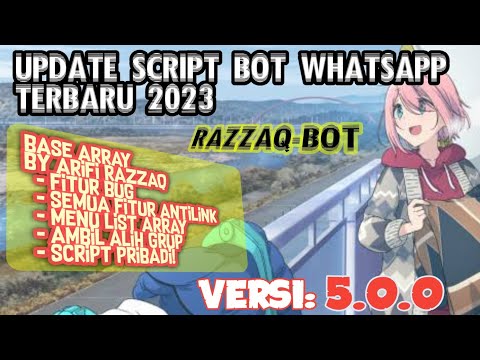 UPDATE SCRIPT BOT WHATSAPP
TERBARU 2023
RAZZAQ-BOT
BASE ARRAY
BY ARIFI RAZZAQ
- FITUR BUG
- SEMUA FITUR ANTILINK
- MENU LIST ARRAY
- AMBIL ALIH GRUP
- SCRIPT PRIBADI!
VERSI: 5.0.0